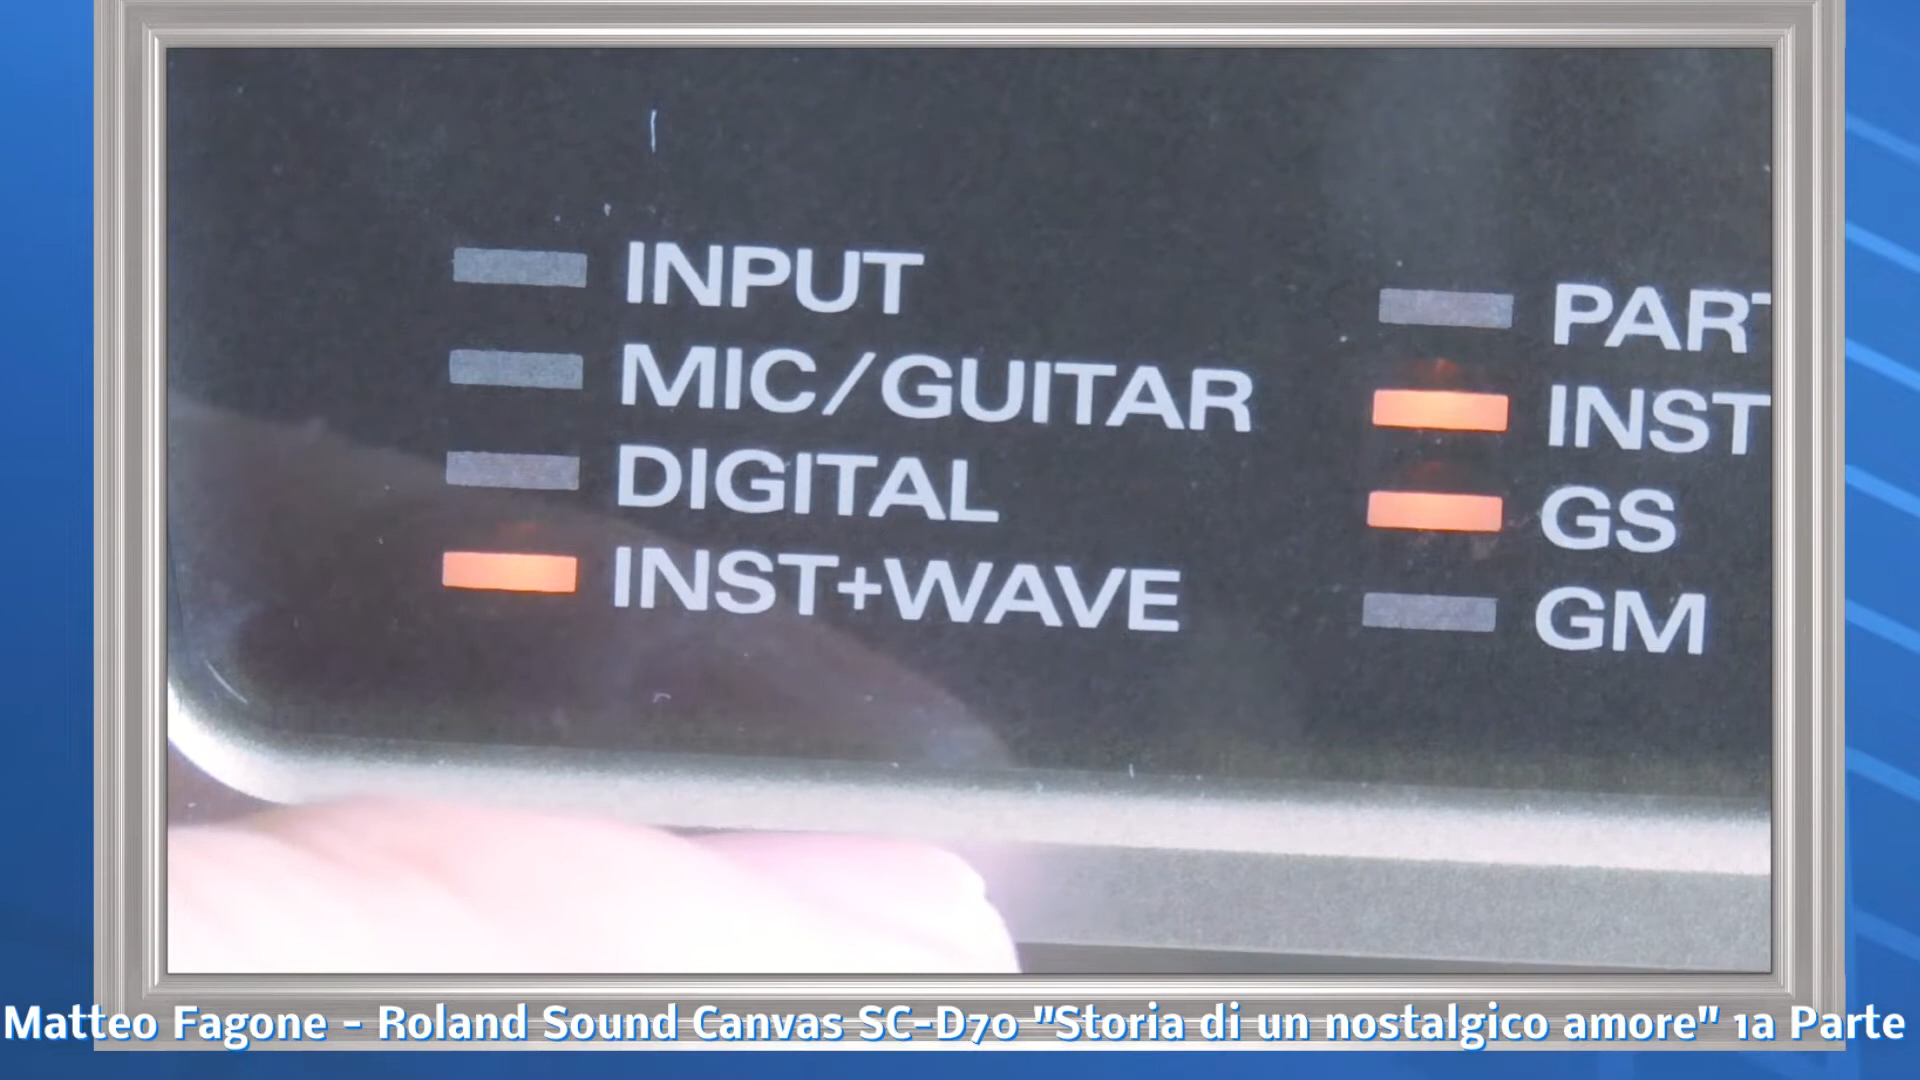 INPUT
MIC/GUITAR
DIGITAL
INST+WAVE
PART
INST
GS
GM
Matteo Fagone - Roland Sound Canvas SC-D70 "Storia di un nostalgico amore" 1a Parte